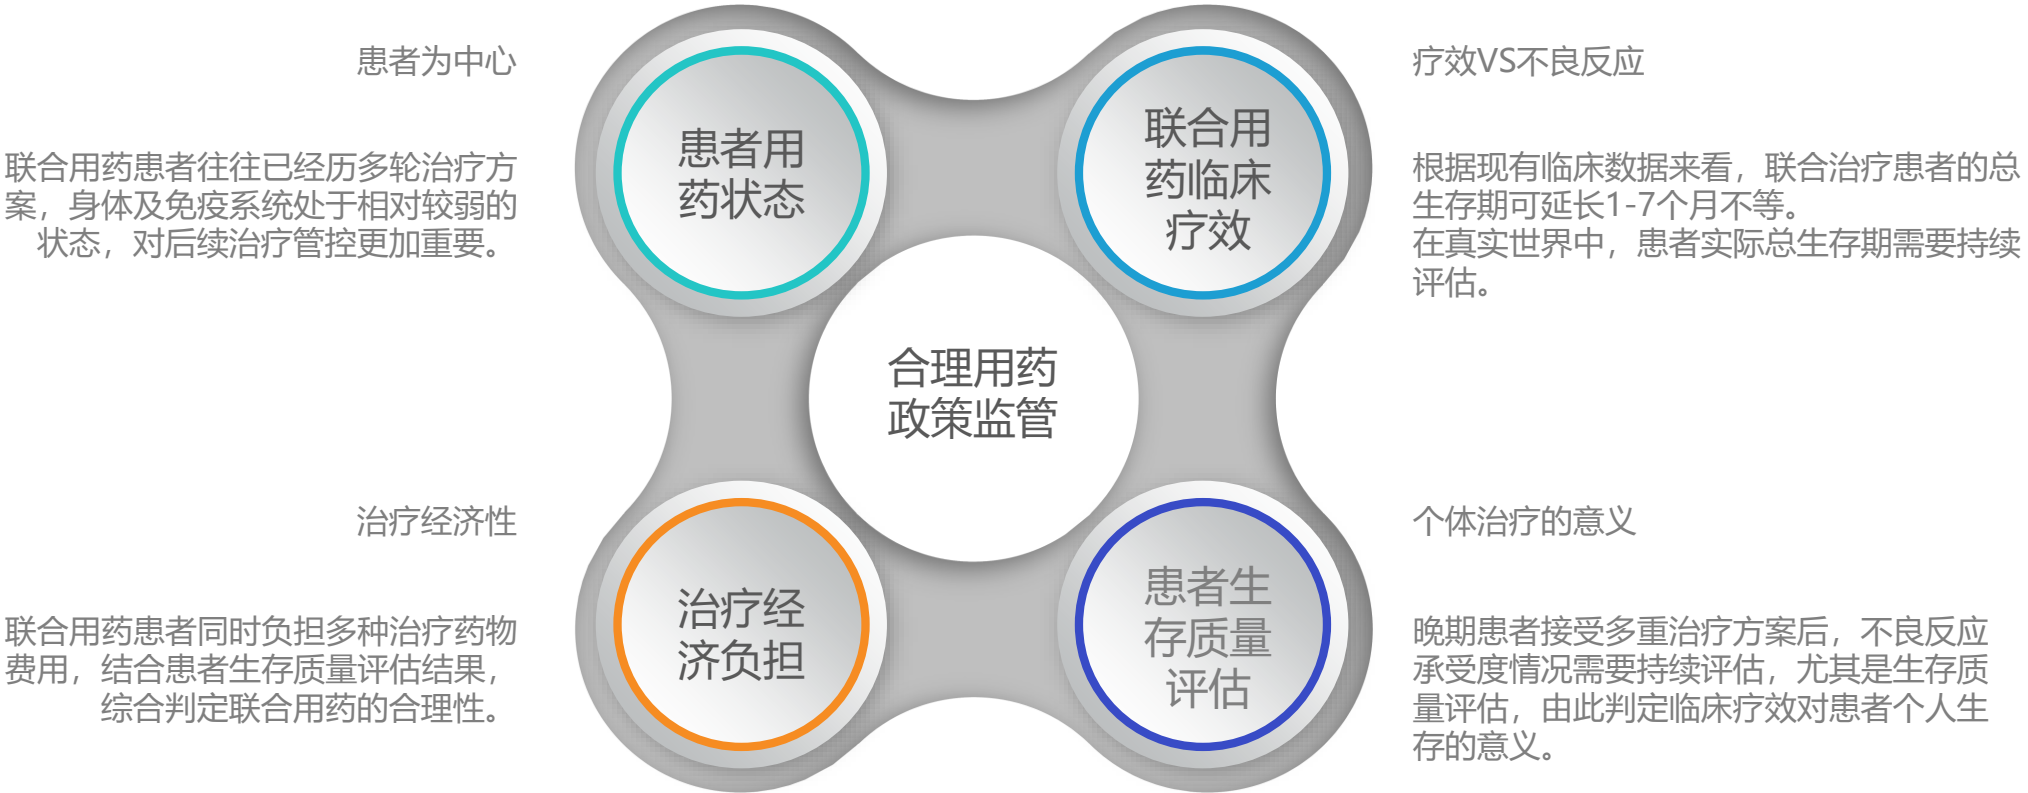 患者为中心
联合用药患者往往已经历多轮治疗方
案，身体及免疫系统处于相对较弱的
状态，对后续治疗管控更加重要。
患者用
药状态
联合用
药临床
疗效
疗效VS不良反应
根据现有临床数据来看，联合治疗患者的总
生存期可延长1-7个月不等。
在真实世界中，患者实际总生存期需要持续
评估。
合理用药
政策监管
治疗经济性
联合用药患者同时负担多种治疗药物
费用，结合患者生存质量评估结果，
综合判定联合用药的合理性。
治疗经
济负担
患者生
存质量
评估
个体治疗的意义
晚期患者接受多重治疗方案后，不良反应
承受度情况需要持续评估，尤其是生存质
量评估，由此判定临床疗效对患者个人生
存的意义。